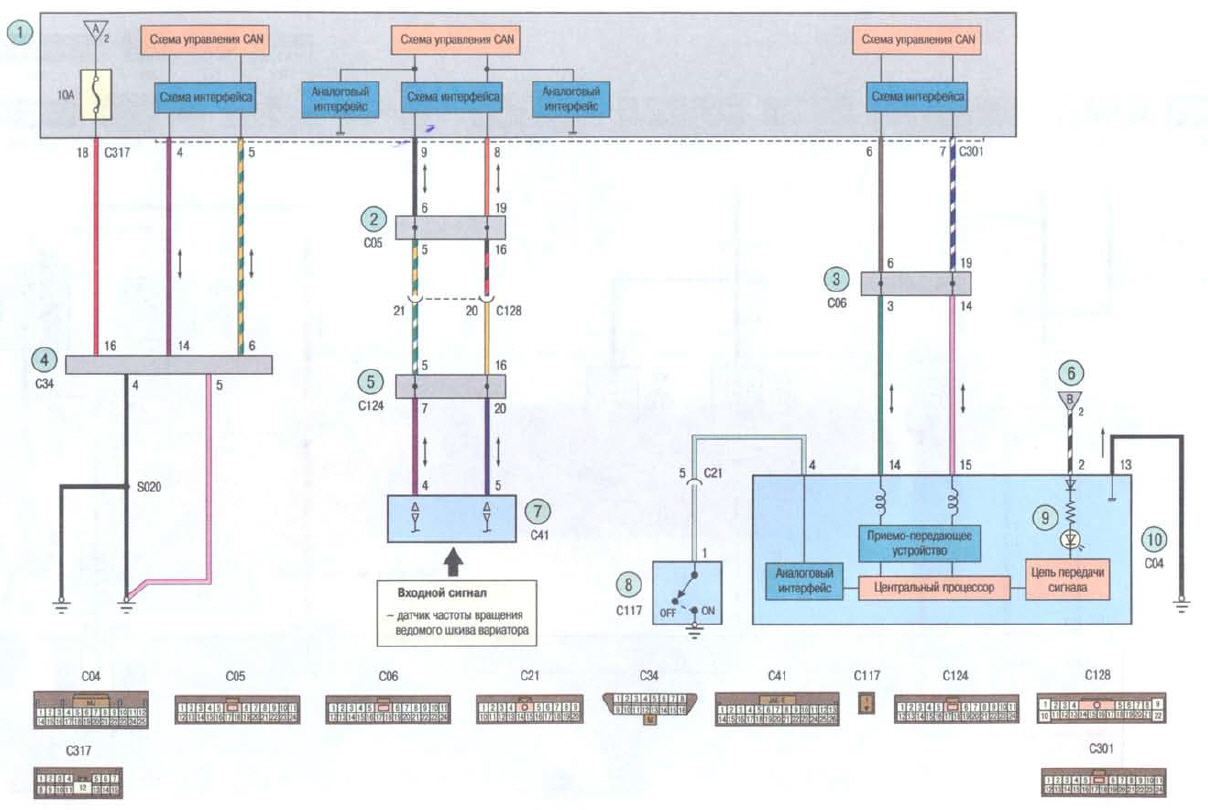 1
A
2
Схема управления CAN
Схема управления CAN
Схема управления CAN
10A
Схема интерфейса
Аналоговый
интерфейс
Схема интерфейса
Аналоговый
интерфейс
Схема интерфейса
18 C317 4 5 9 8 6 7 C301
2
C05
6 19
5 16
21 20 C128
3
C06
6 19
3 14
4
C34
16 14 6
4 5
S020
5
C124
5 16
7 20
4 5
7
C41
Входной сигнал
– датчик частоты вращения
ведомого шкива вариатора
6
B
2
5 C21
4 14 15 2 13
1
8
C117
OFF ON
9
10
C04
Приемо-передающее
устройство
Аналоговый
интерфейс
Центральный процессор
Цепь передачи
сигнала
C04 C05 C06 C21 C34 C41 C117 C124 C128
C317 C301